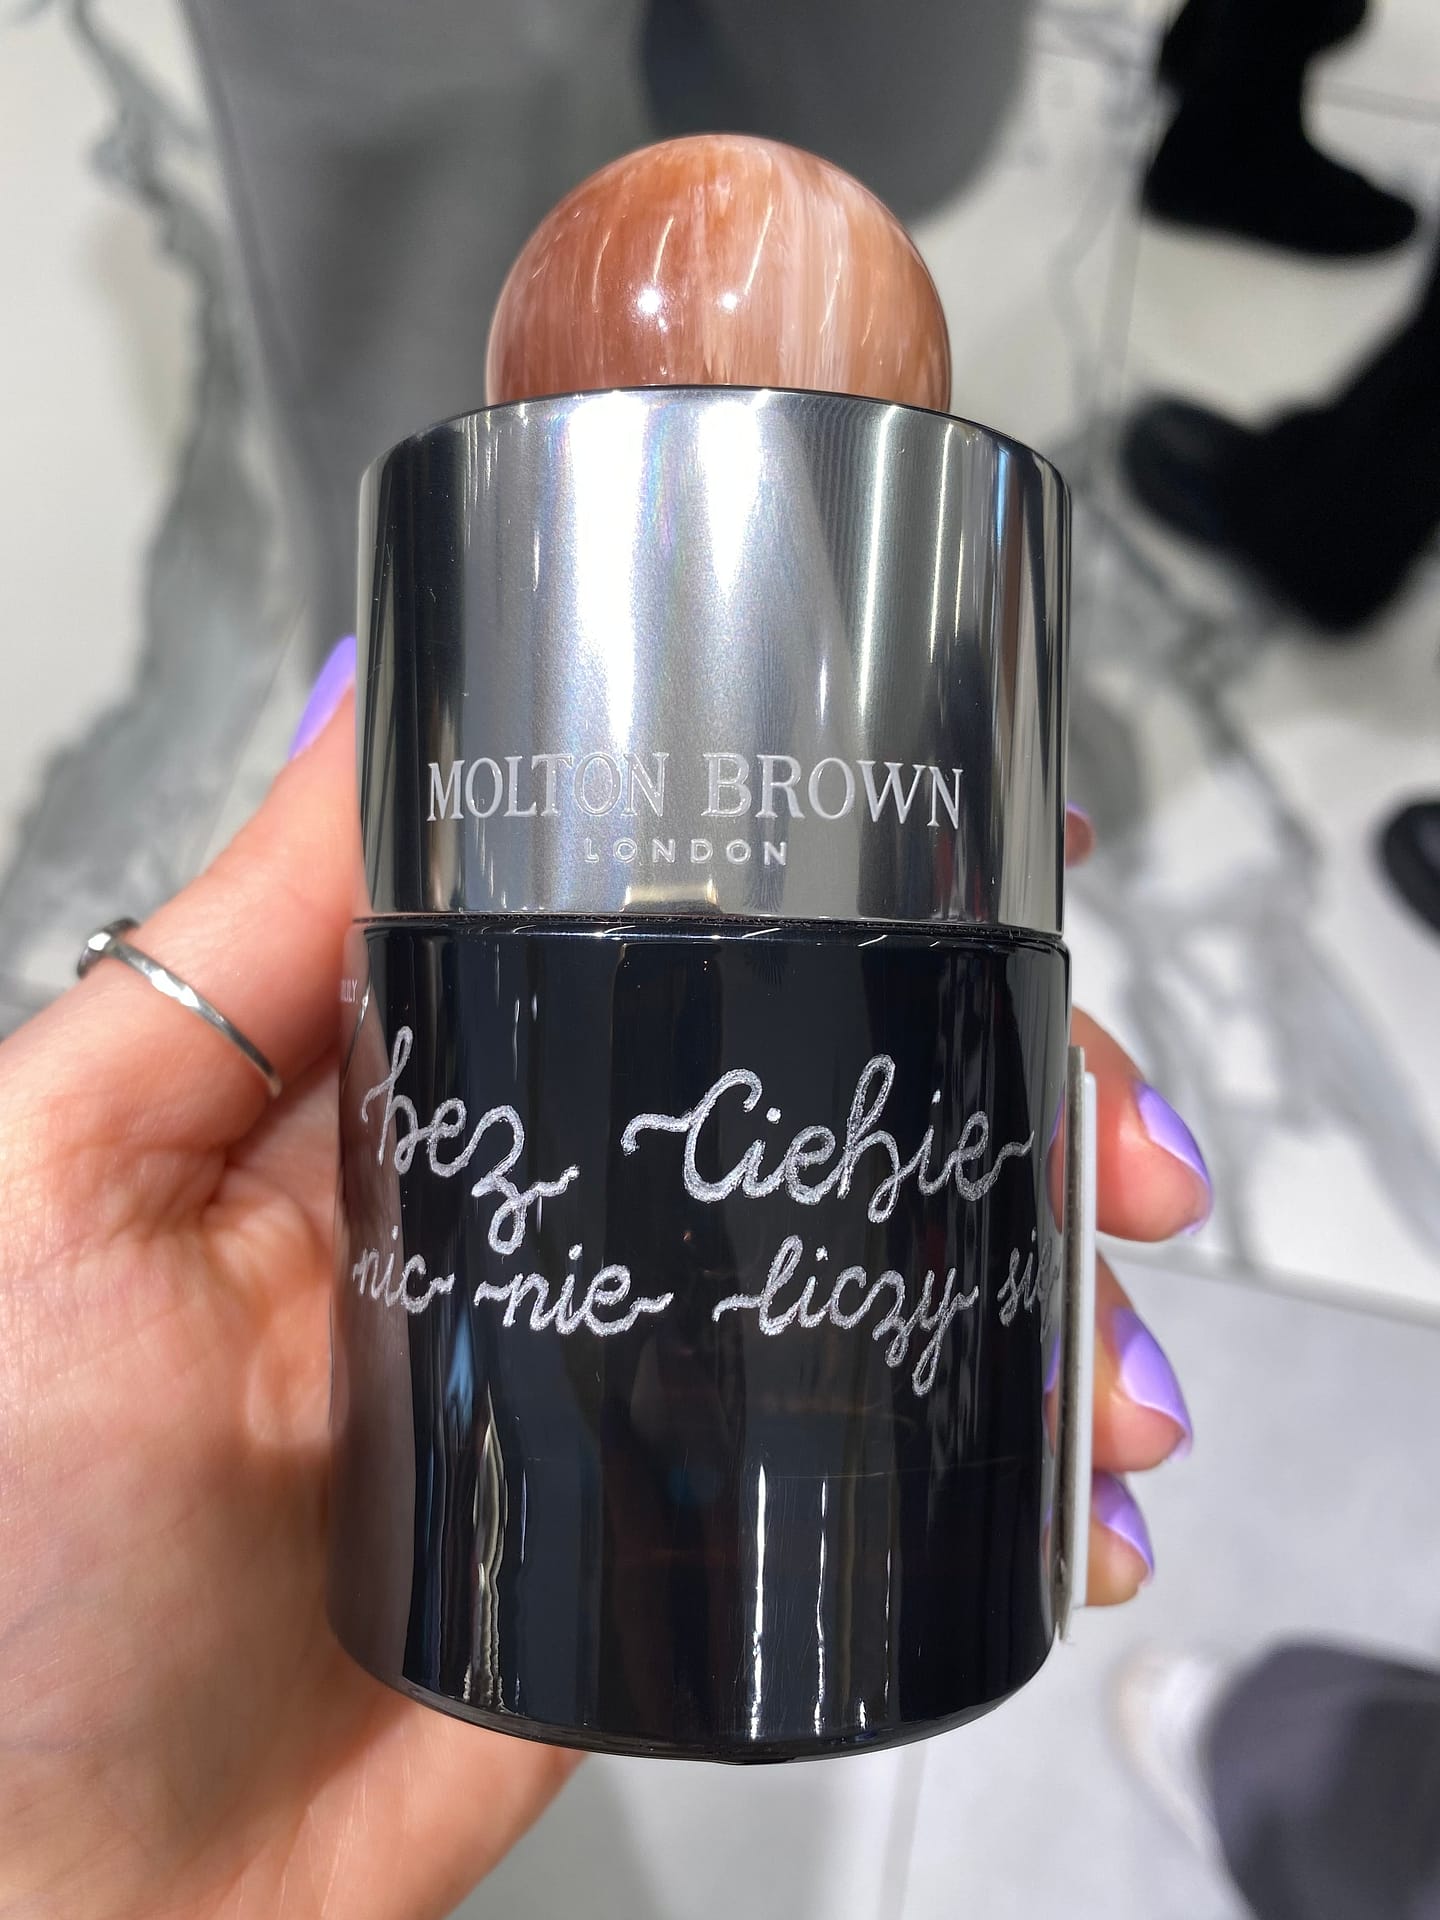 MOLTON BROWN
LONDON
bez Ciebie
nic nie liczy się